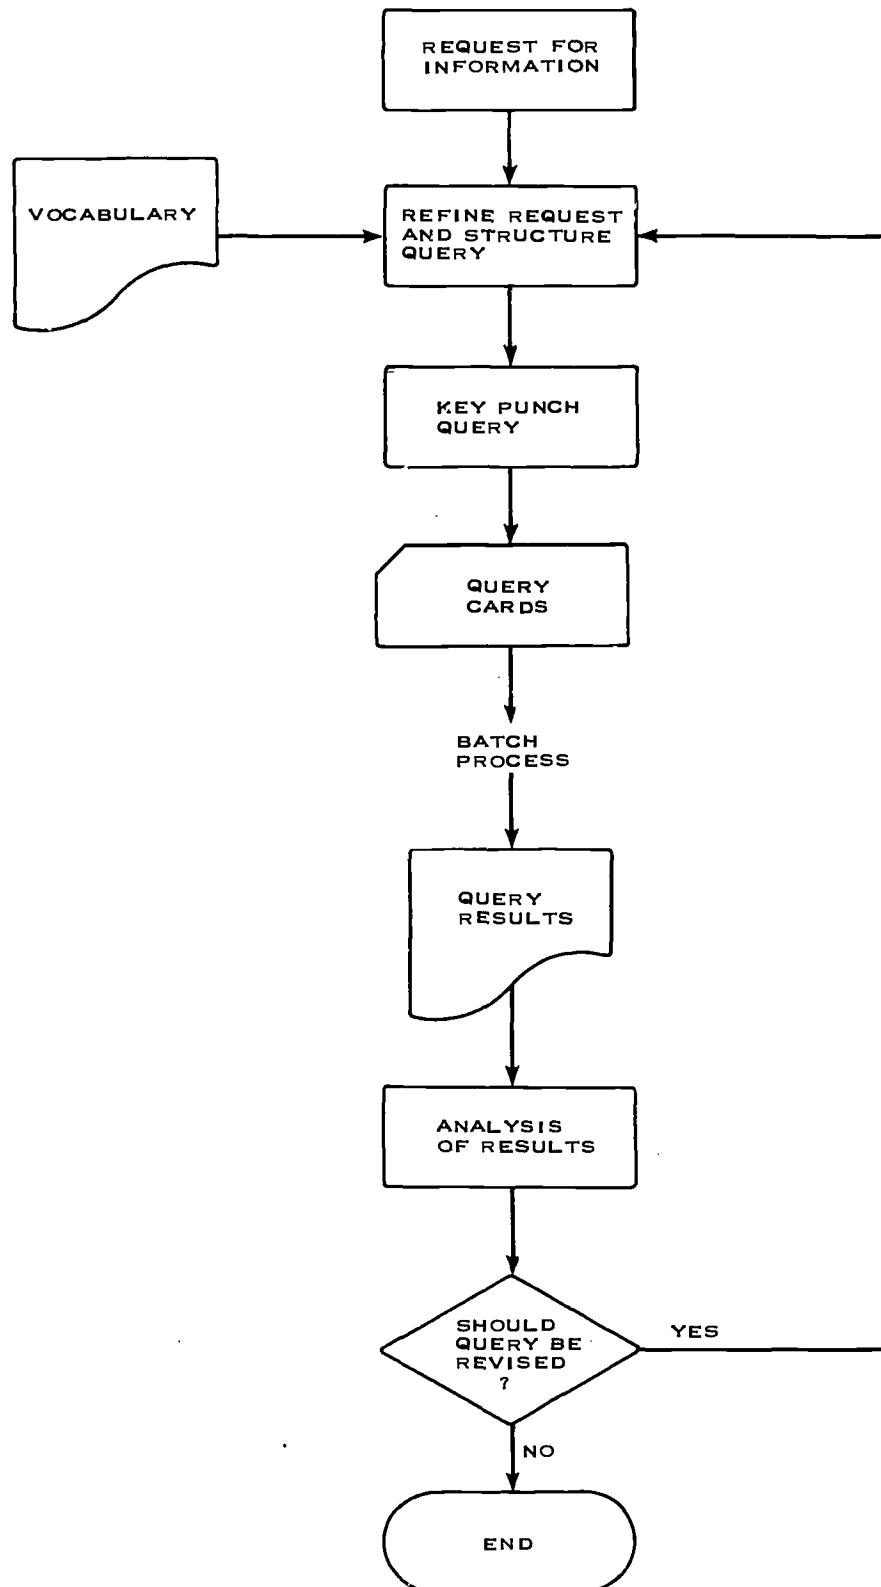 REQUEST FOR
INFORMATION
VOCABULARY
REFINE REQUEST
AND STRUCTURE
QUERY
KEY PUNCH
QUERY
QUERY
CARDS
BATCH
PROCESS
QUERY
RESULTS
ANALYSIS
OF RESULTS
SHOULD
QUERY BE
REVISED
?
YES
NO
END